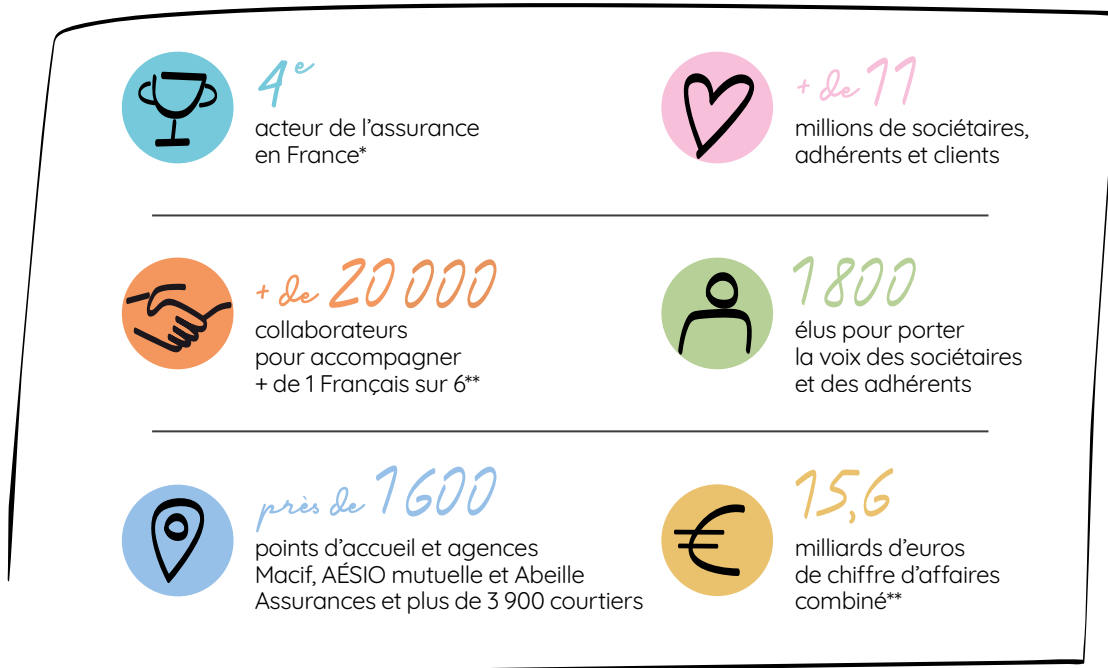 4e
acteur de l’assurance
en France*
+ de 11
millions de sociétaires,
adhérents et clients
+ de 20 000
collaborateurs
pour accompagner
+ de 1 Français sur 6**
1800
élus pour porter
la voix des sociétaires
et des adhérents
près de 1600
points d’accueil et agences
Macif, AÉSIO mutuelle et Abeille
Assurances et plus de 3 900 courtiers
15,6
milliards d’euros
de chiffre d’affaires
combiné**